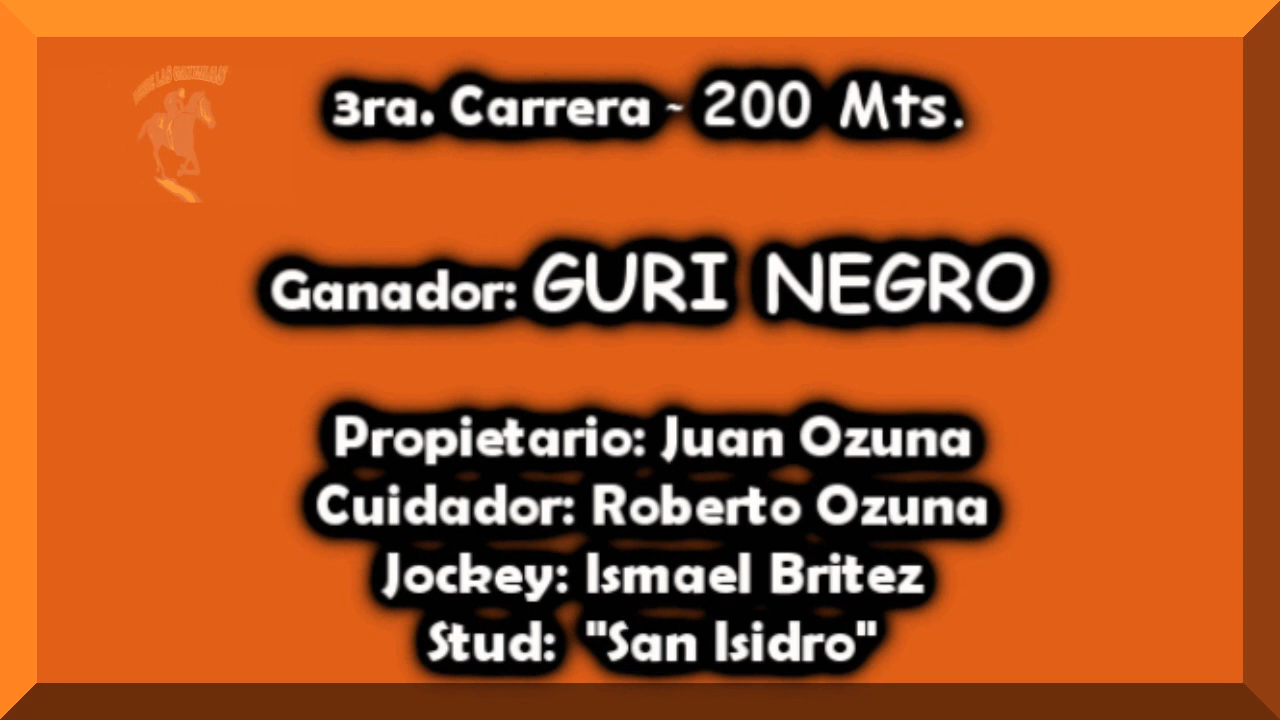 3ra. Carrera - 200 Mts.
Ganador: GURI NEGRO
Propietario: Juan Ozuna
Cuidador: Roberto Ozuna
Jockey: Ismael Britez
Stud: "San Isidro"